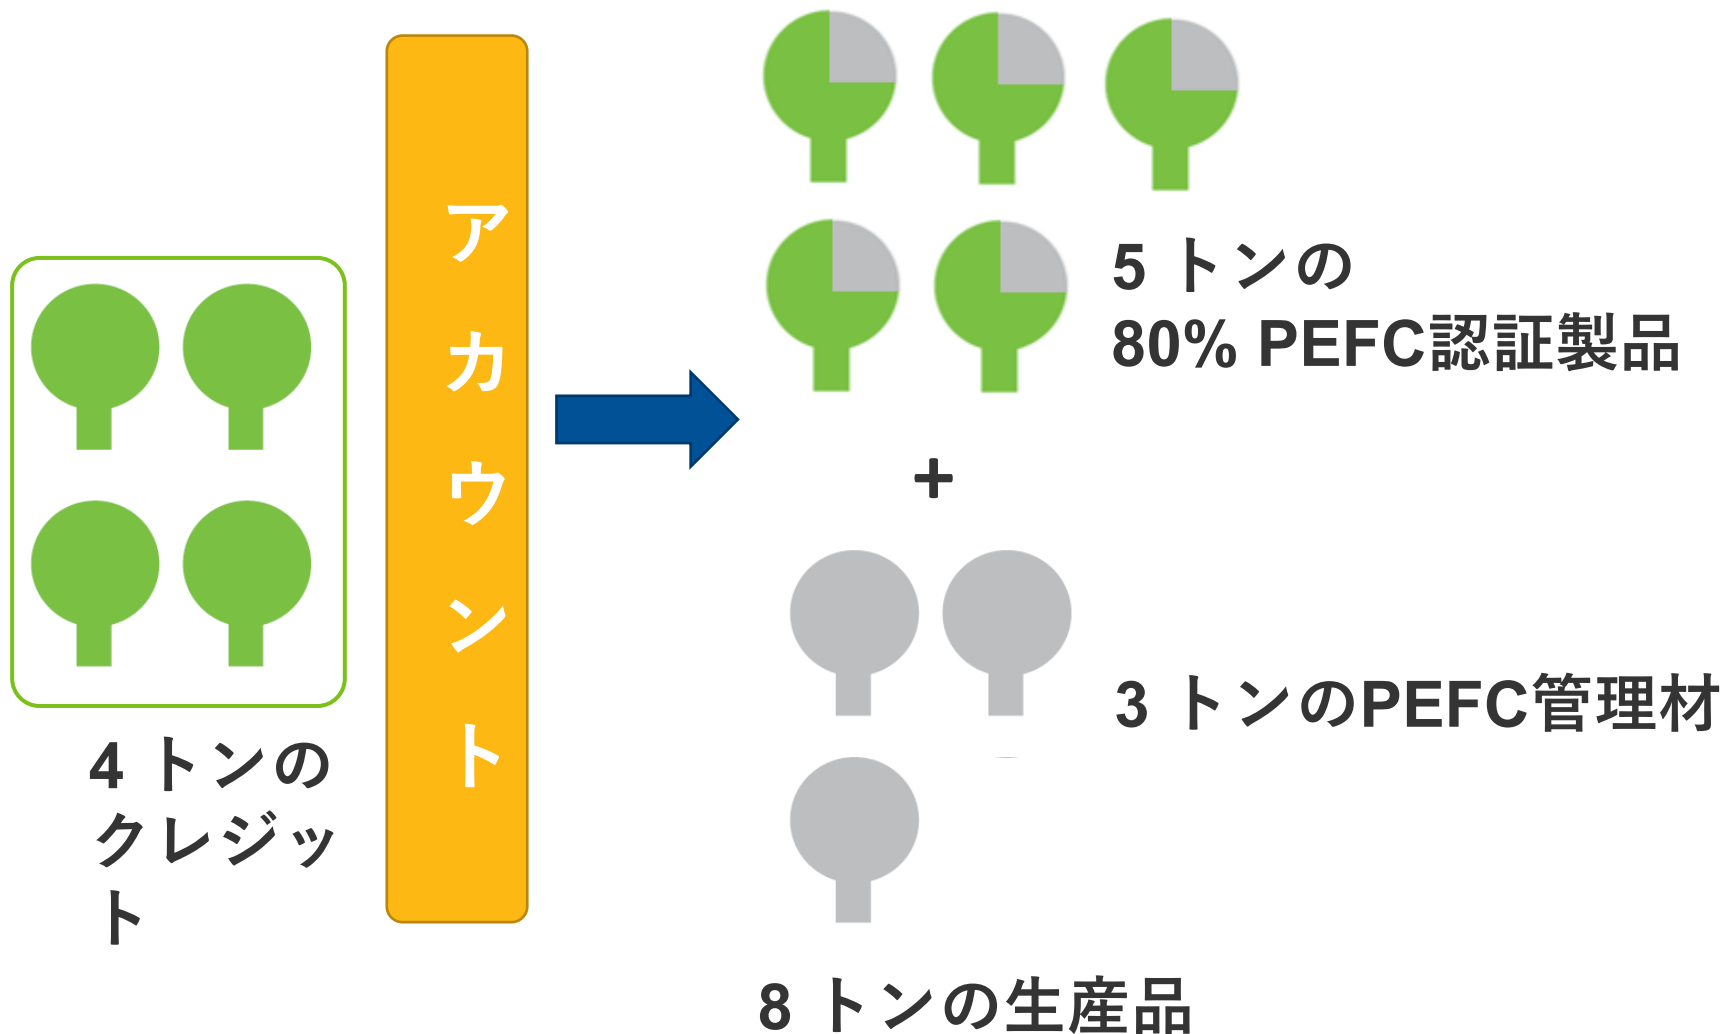 4 トンの
クレジッ
ト
アカウント
5 トンの
80% PEFC認証製品
+
3 トンのPEFC管理材
8 トンの生産品